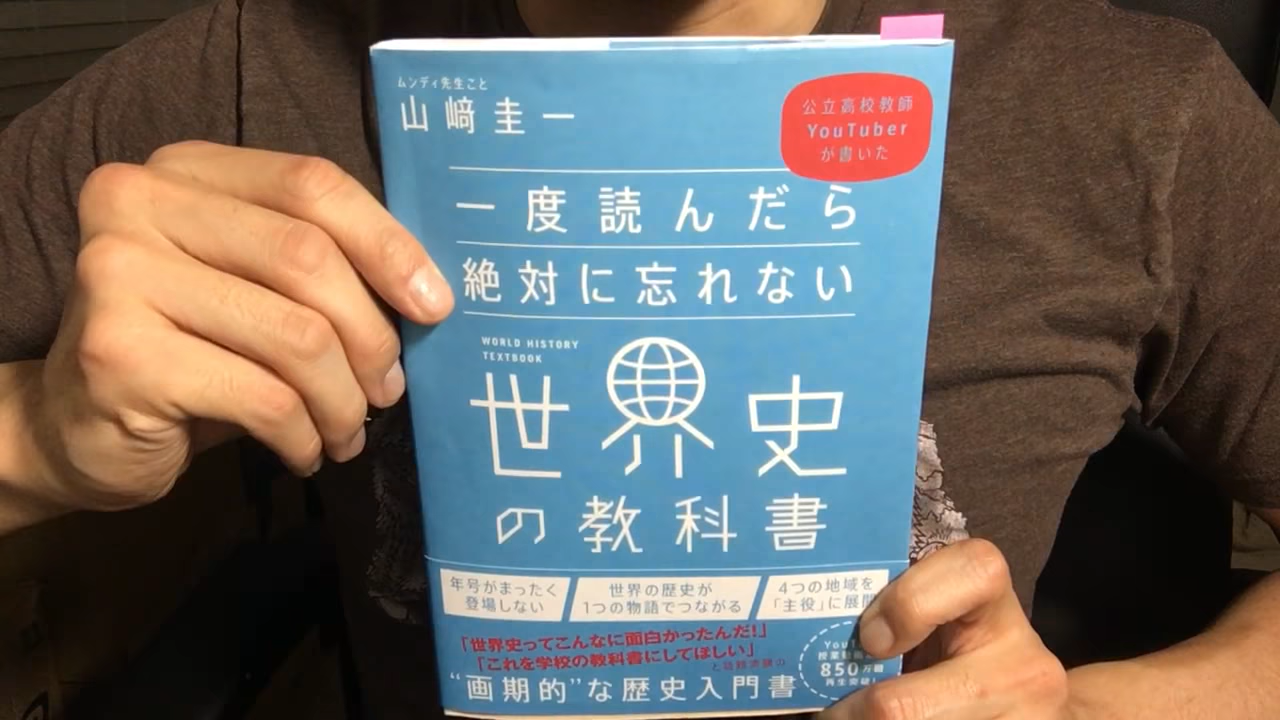 ムンディ先生こと
山﨑圭一
公立高校教師
YouTuber
が書いた
一度読んだら
絶対に忘れない
WORLD HISTORY
TEXTBOOK
世界史
の教科書
年号がまったく
登場しない
世界の歴史が
1つの物語でつながる
4つの地域を
「主役」に展開
「世界史ってこんなに面白かったんだ!」
「これを学校の教科書にしてほしい」
と話題沸騰の
“画期的”な歴史入門書
授業動画
850万回
再生突破!